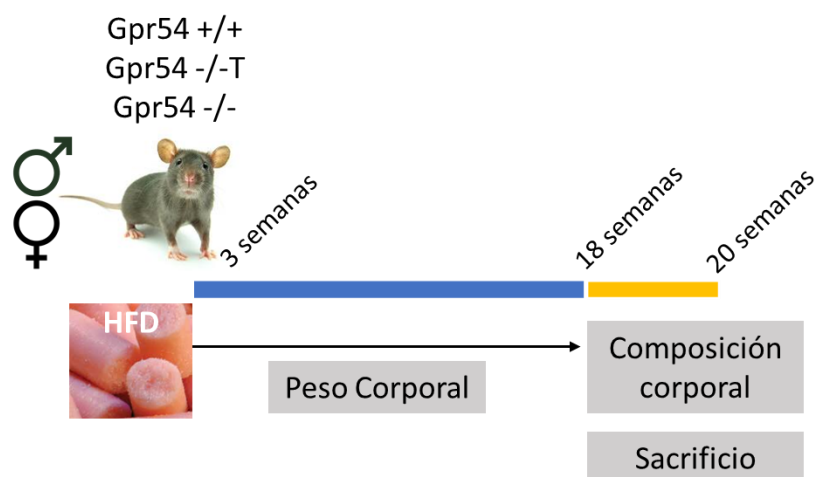 Gpr54 +/+
Gpr54 -/-T
Gpr54 -/-
3 semanas
18 semanas
20 semanas
HFD
Peso Corporal
Composición
corporal
Sacrificio